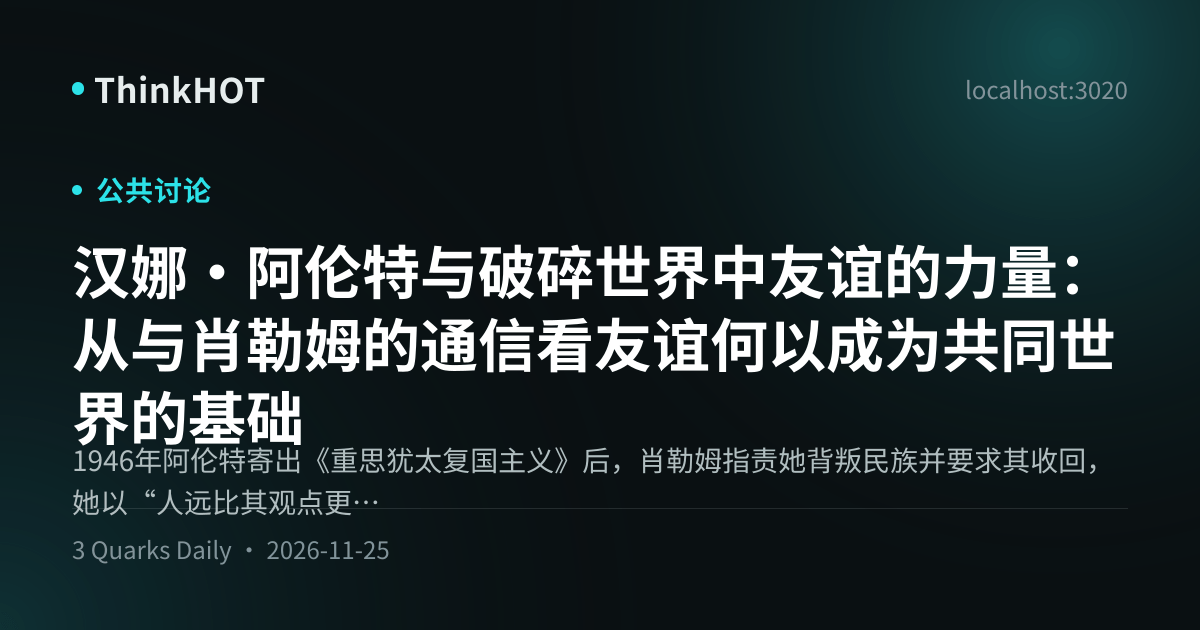 ThinkHOT
localhost:3020
公共讨论
汉娜·阿伦特与破碎世界中友谊的力量：
从与肖勒姆的通信看友谊何以成为共同世
界的基础
1946年阿伦特寄出《重思犹太复国主义》后，肖勒姆指责她背叛民族并要求其收回，
她以“人远比其观点更…
3 Quarks Daily · 2026-11-25